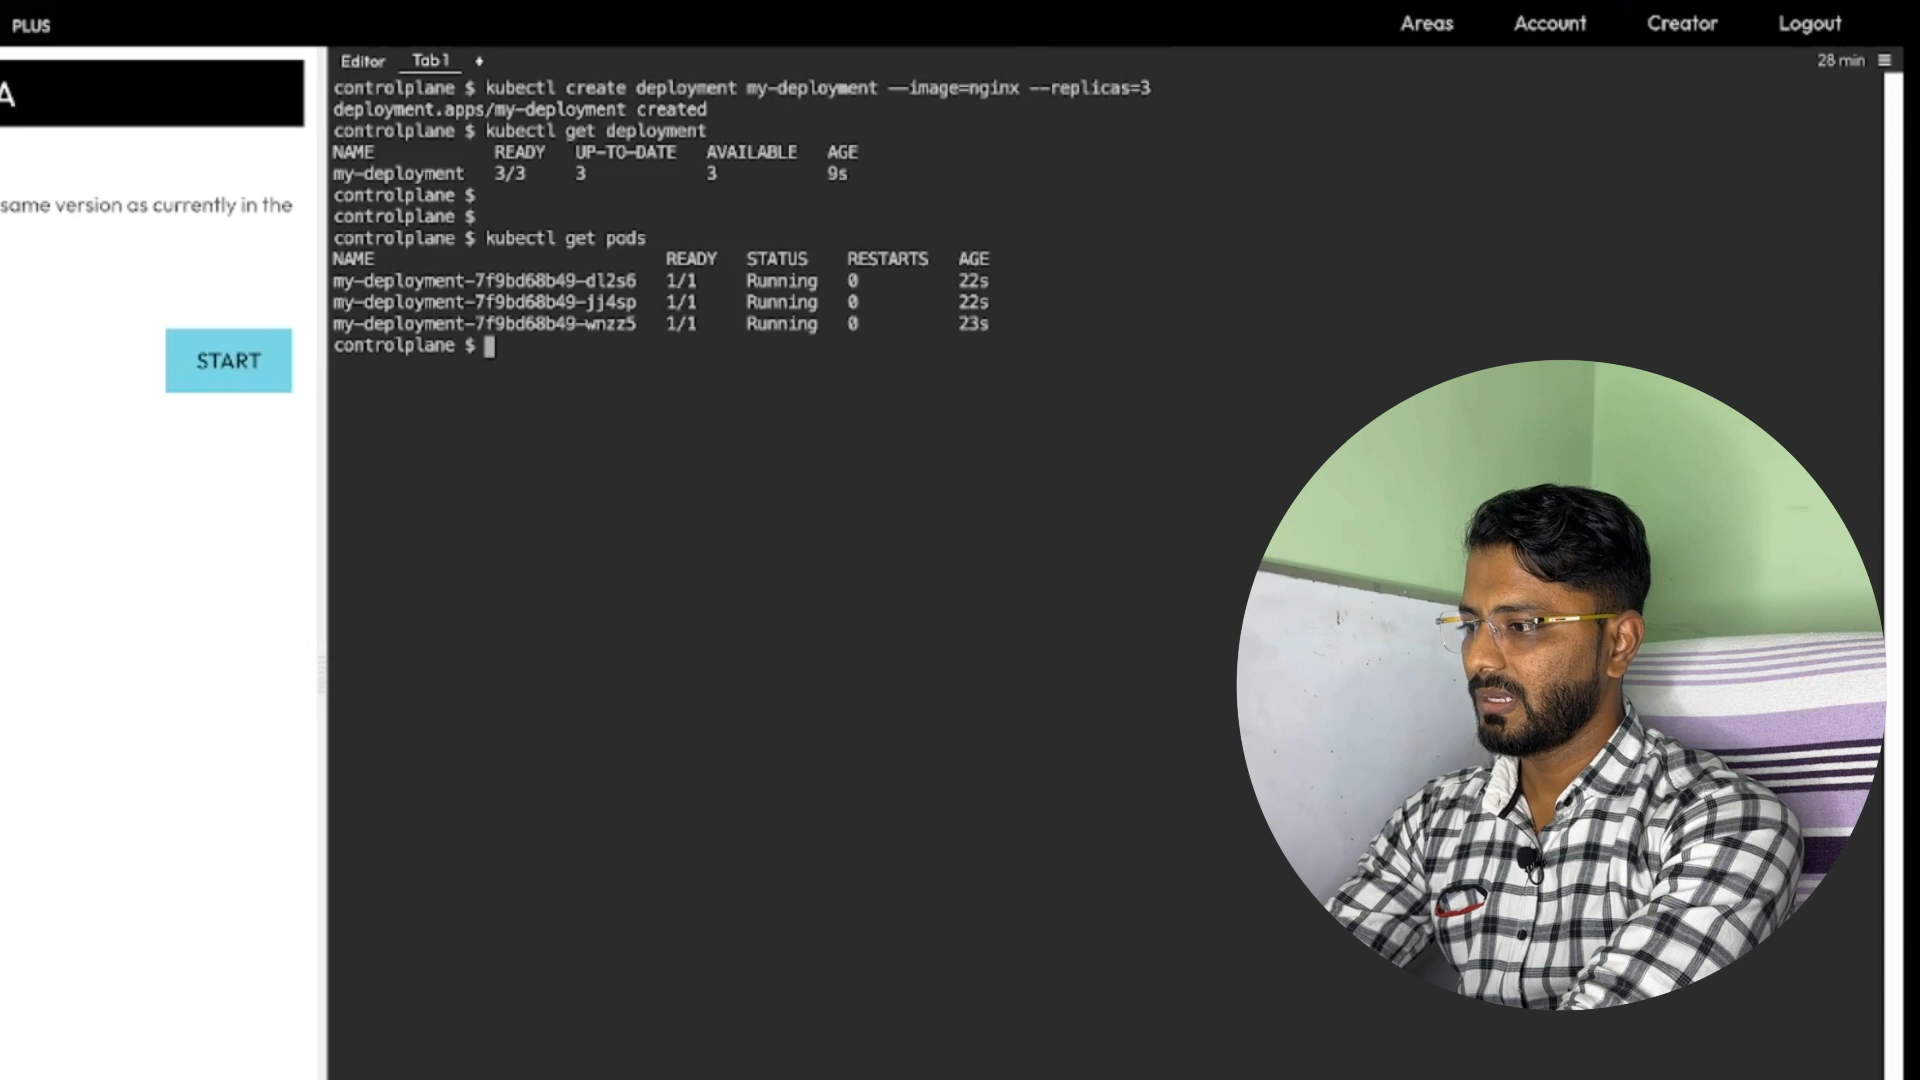 PLUS
Areas Account Creator Logout
Editor Tab 1 +
28 min
A
same version as currently in the
START
controlplane $ kubectl create deployment my-deployment --image=nginx --replicas=3
deployment.apps/my-deployment created
controlplane $ kubectl get deployment
NAME READY UP-TO-DATE AVAILABLE AGE
my-deployment 3/3 3 3 9s
controlplane $
controlplane $
controlplane $ kubectl get pods
NAME READY STATUS RESTARTS AGE
my-deployment-7f9bd68b49-dl2s6 1/1 Running 0 22s
my-deployment-7f9bd68b49-jj4sp 1/1 Running 0 22s
my-deployment-7f9bd68b49-wnzz5 1/1 Running 0 23s
controlplane $